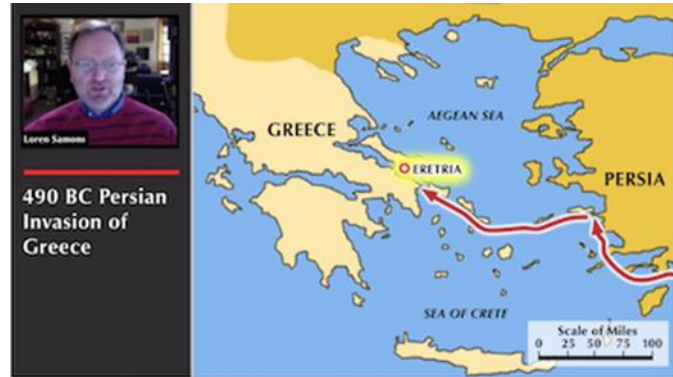 Loren Samons
490 BC Persian
Invasion of
Greece
GREECE
AEGEAN SEA
ERETRIA
PERSIA
SEA OF CRETE
Scale of Miles
0 25 50 75 100